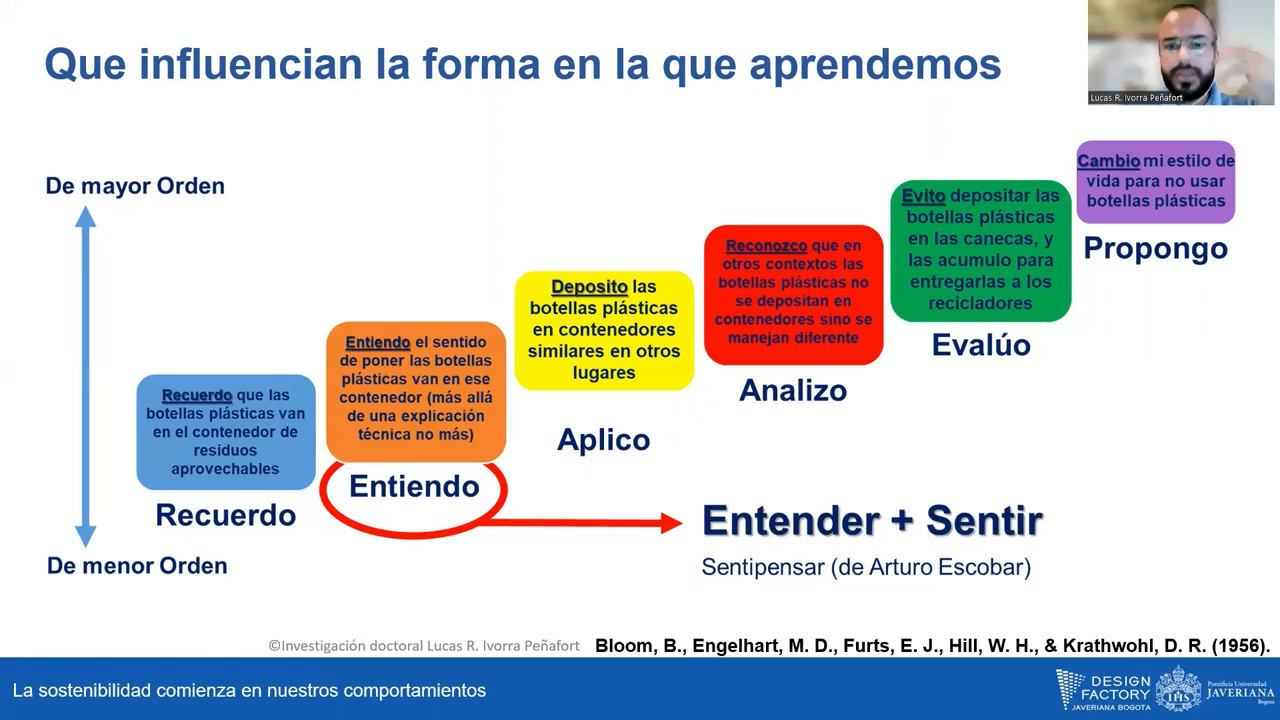 Que influencian la forma en la que aprendemos
Lucas R. Ivorra Peñafort
De mayor Orden
De menor Orden
Recuerdo que las
botellas plásticas van
en el contenedor de
residuos
aprovechables
Recuerdo
Entiendo el sentido
de poner las botellas
plásticas van en ese
contenedor (más allá
de una explicación
técnica no más)
Entiendo
Deposito las
botellas plásticas
en contenedores
similares en otros
lugares
Aplico
Reconozco que en
otros contextos las
botellas plásticas no
se depositan en
contenedores sino se
manejan diferente
Analizo
Evito depositar las
botellas plásticas
en las canecas, y
las acumulo para
entregarlas a los
recicladores
Evalúo
Cambio mi estilo de
vida para no usar
botellas plásticas
Propongo
Entender + Sentir
Sentipensar (de Arturo Escobar)
©Investigación doctoral Lucas R. Ivorra Peñafort
Bloom, B., Engelhart, M. D., Furts, E. J., Hill, W. H., & Krathwohl, D. R. (1956).
La sostenibilidad comienza en nuestros comportamientos
DESIGN
FACTORY
JAVERIANA BOGOTA
IHS
Pontificia Universidad
JAVERIANA
Bogotá